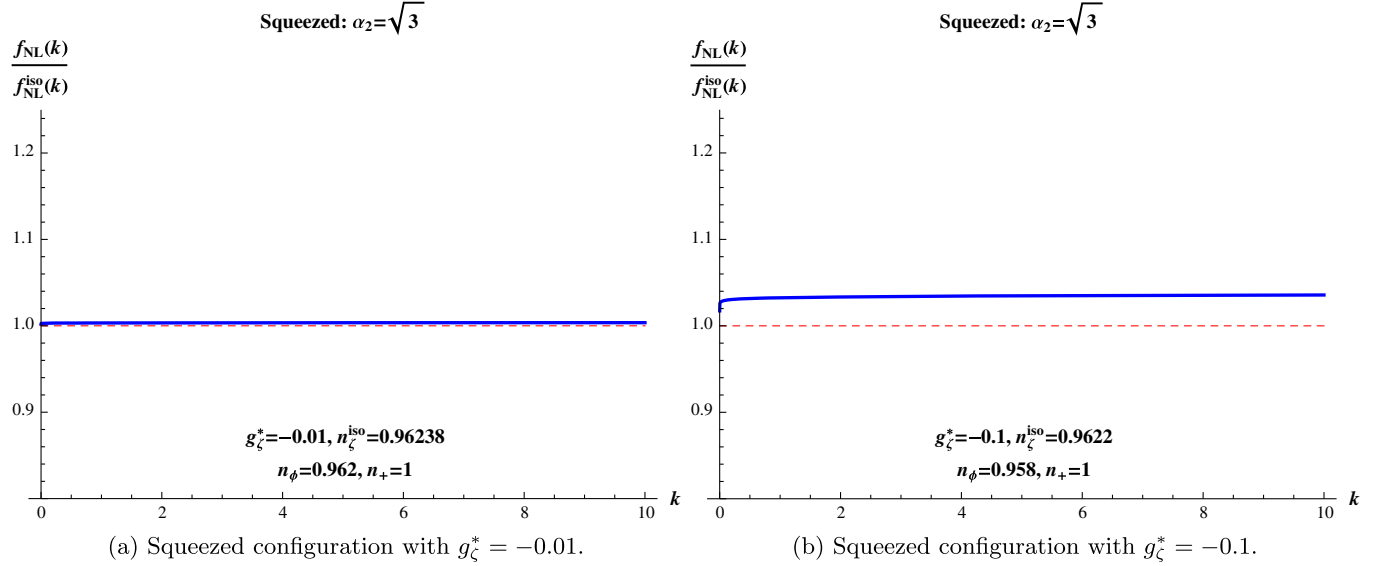 Squeezed: α₂=√3
f_NL(k)
f_NL^iso(k)
1.2
1.1
1.0
0.9
g_ζ^*=−0.01, n_ζ^iso=0.96238
n_ϕ=0.962, n_+=1
0 2 4 6 8 10 k
(a) Squeezed configuration with g_ζ^* = −0.01.
Squeezed: α₂=√3
f_NL(k)
f_NL^iso(k)
1.2
1.1
1.0
0.9
g_ζ^*=−0.1, n_ζ^iso=0.9622
n_ϕ=0.958, n_+=1
0 2 4 6 8 10 k
(b) Squeezed configuration with g_ζ^* = −0.1.